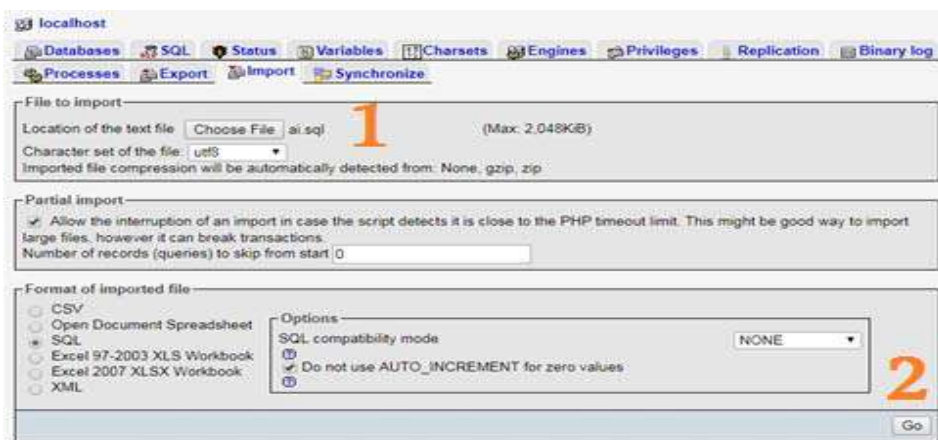 localhost
Databases SQL Status Variables Charsets Engines Privileges Replication Binary log
Processes Export Import Synchronize
File to import
1
Location of the text file Choose File ai.sql (Max: 2,048KiB)
Character set of the file: utf8
Imported file compression will be automatically detected from: None, gzip, zip
Partial import
Allow the interruption of an import in case the script detects it is close to the PHP timeout limit. This might be good way to import
large files, however it can break transactions.
Number of records (queries) to skip from start 0
Format of imported file
CSV
Open Document Spreadsheet
SQL
Excel 97-2003 XLS Workbook
Excel 2007 XLSX Workbook
XML
Options
SQL compatibility mode NONE
Do not use AUTO_INCREMENT for zero values
2
Go